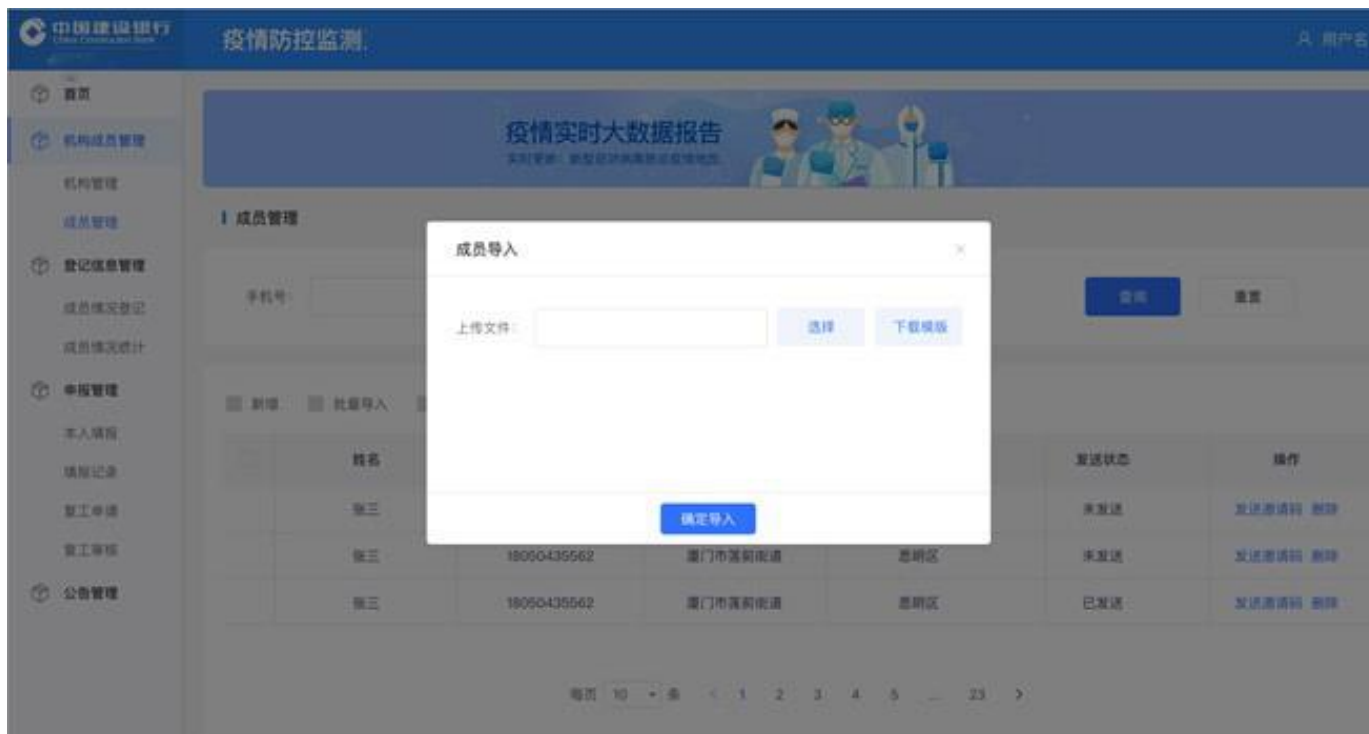 中国建设银行
China Construction Bank
疫情防控监测
用户名
首页
机构成员管理
机构管理
成员管理
登记信息管理
成员情况登记
成员情况统计
申报管理
本人填报
填报记录
复工申请
复工审核
公告管理
疫情实时大数据报告
成员管理
手机号:
查询
重置
新增 批量导入
成员导入
×
上传文件:
选择
下载模版
确定导入
姓名 发送状态 操作
张三 未发送 发送邀请码 删除
张三 18050435562 厦门市莲前街道 思明区 未发送 发送邀请码 删除
张三 18050435562 厦门市莲前街道 思明区 已发送 发送邀请码 删除
每页 10 条 < 1 2 3 4 5 ... 23 >